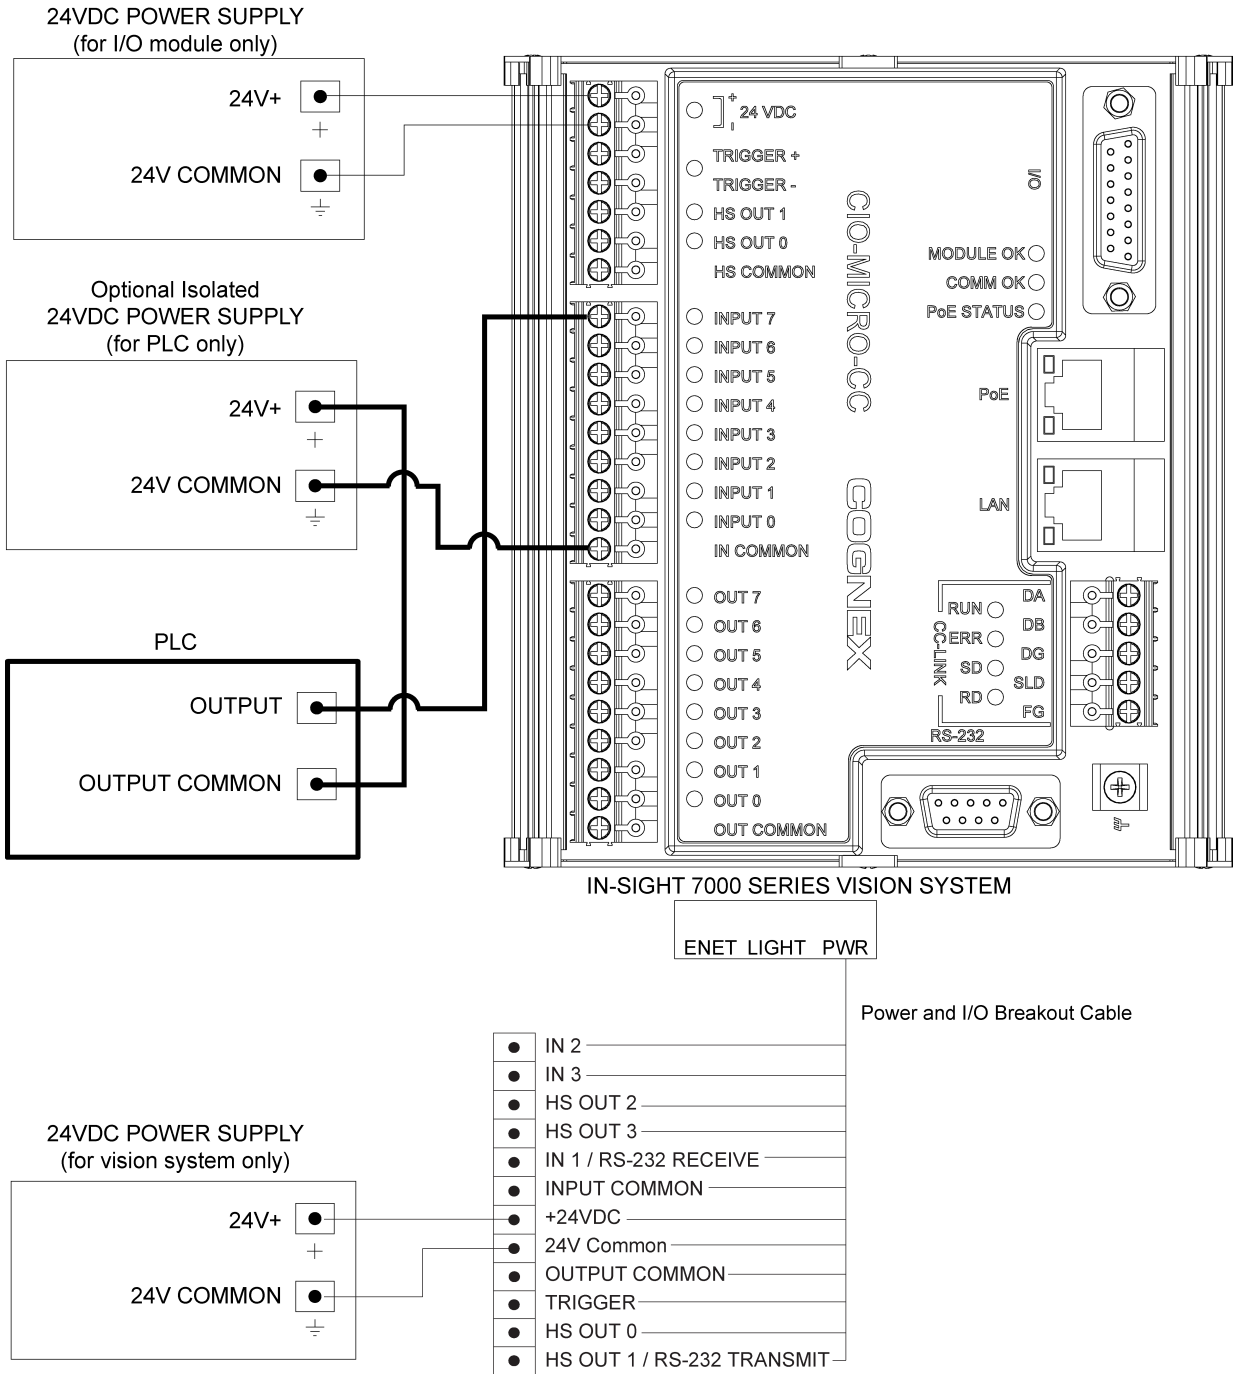 24VDC POWER SUPPLY
(for I/O module only)
24V+
24V COMMON
Optional Isolated
24VDC POWER SUPPLY
(for PLC only)
24V+
24V COMMON
PLC
OUTPUT
OUTPUT COMMON
24 VDC
TRIGGER +
TRIGGER -
HS OUT 1
HS OUT 0
HS COMMON
INPUT 7
INPUT 6
INPUT 5
INPUT 4
INPUT 3
INPUT 2
INPUT 1
INPUT 0
IN COMMON
OUT 7
OUT 6
OUT 5
OUT 4
OUT 3
OUT 2
OUT 1
OUT 0
OUT COMMON
CIO-MICRO-CC
COGNEX
I/O
MODULE OK
COMM OK
PoE STATUS
PoE
LAN
CC-LINK
RUN
ERR
SD
RD
DA
DB
DG
SLD
FG
RS-232
IN-SIGHT 7000 SERIES VISION SYSTEM
ENET LIGHT PWR
Power and I/O Breakout Cable
IN 2
IN 3
HS OUT 2
HS OUT 3
IN 1 / RS-232 RECEIVE
INPUT COMMON
+24VDC
24V Common
OUTPUT COMMON
TRIGGER
HS OUT 0
HS OUT 1 / RS-232 TRANSMIT
24VDC POWER SUPPLY
(for vision system only)
24V+
24V COMMON